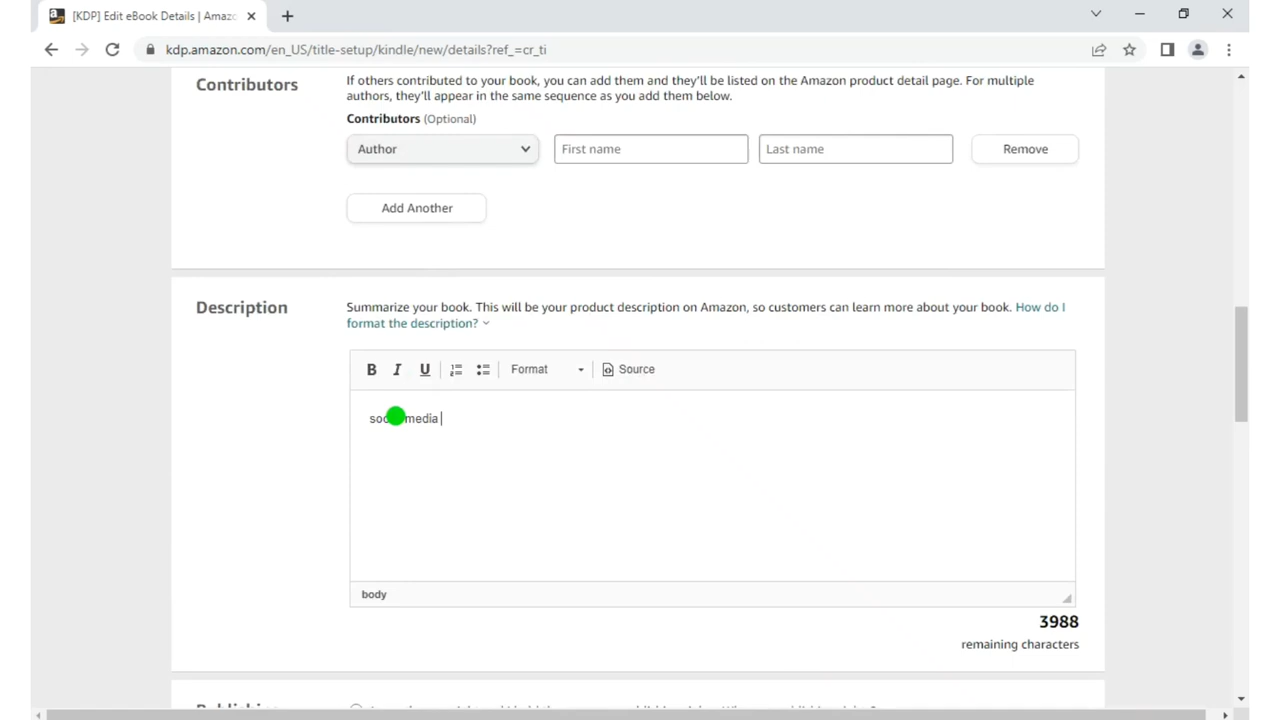 [KDP] Edit eBook Details | Amaz
kdp.amazon.com/en_US/title-setup/kindle/new/details?ref_=cr_ti
Contributors
If others contributed to your book, you can add them and they'll be listed on the Amazon product detail page. For multiple
authors, they'll appear in the same sequence as you add them below.
Contributors (Optional)
Author First name Last name Remove
Add Another
Description
Summarize your book. This will be your product description on Amazon, so customers can learn more about your book. How do I
format the description?
B I U Format Source
media
body
3988
remaining characters